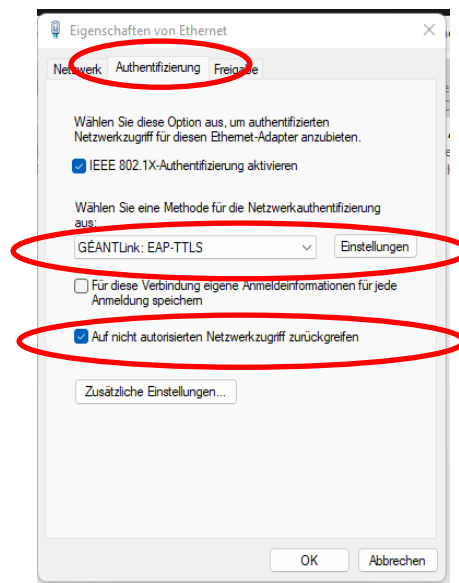 Eigenschaften von Ethernet
Netzwerk Authentifizierung Freigabe
Wählen Sie diese Option aus, um authentifizierten
Netzwerkzugriff für diesen Ethernet-Adapter anzubieten.
IEEE 802.1X-Authentifizierung aktivieren
Wählen Sie eine Methode für die Netzwerkauthentifizierung
aus:
GÉANTLink: EAP-TTLS Einstellungen
Für diese Verbindung eigene Anmeldeinformationen für jede
Anmeldung speichern
Auf nicht autorisierten Netzwerkzugriff zurückgreifen
Zusätzliche Einstellungen...
OK Abbrechen